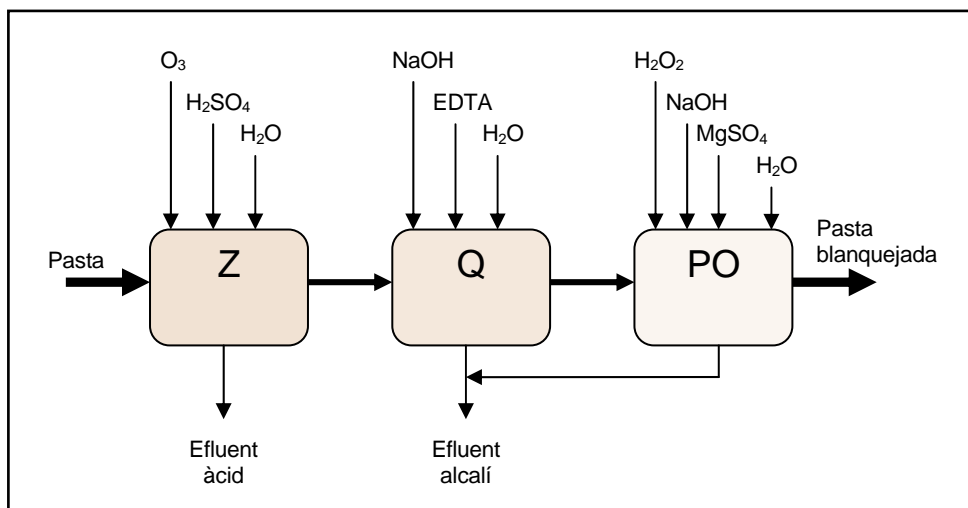 O₃
H₂SO₄
H₂O
NaOH
EDTA
H₂O
H₂O₂
NaOH
MgSO₄
H₂O
Pasta
Z
Q
PO
Pasta
blanquejada
Efluent
àcid
Efluent
alcalí